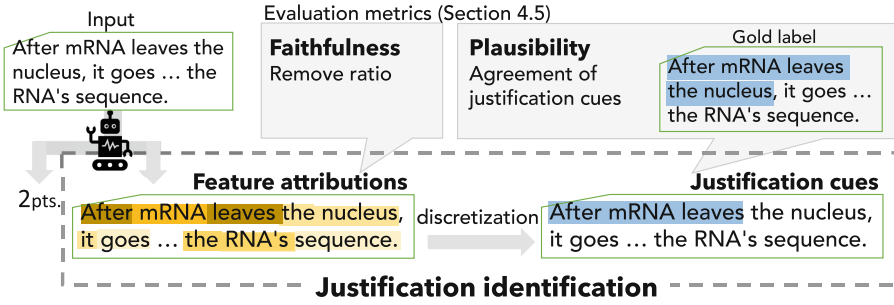 Evaluation metrics (Section 4.5)
Input
After mRNA leaves the
nucleus, it goes … the
RNA's sequence.
Faithfulness
Remove ratio
Plausibility
Agreement of
justification cues
Gold label
After mRNA leaves
the nucleus, it goes …
the RNA's sequence.
2pts.
Feature attributions
After mRNA leaves the nucleus,
it goes … the RNA's sequence.
discretization
Justification cues
After mRNA leaves the nucleus,
it goes … the RNA's sequence.
Justification identification